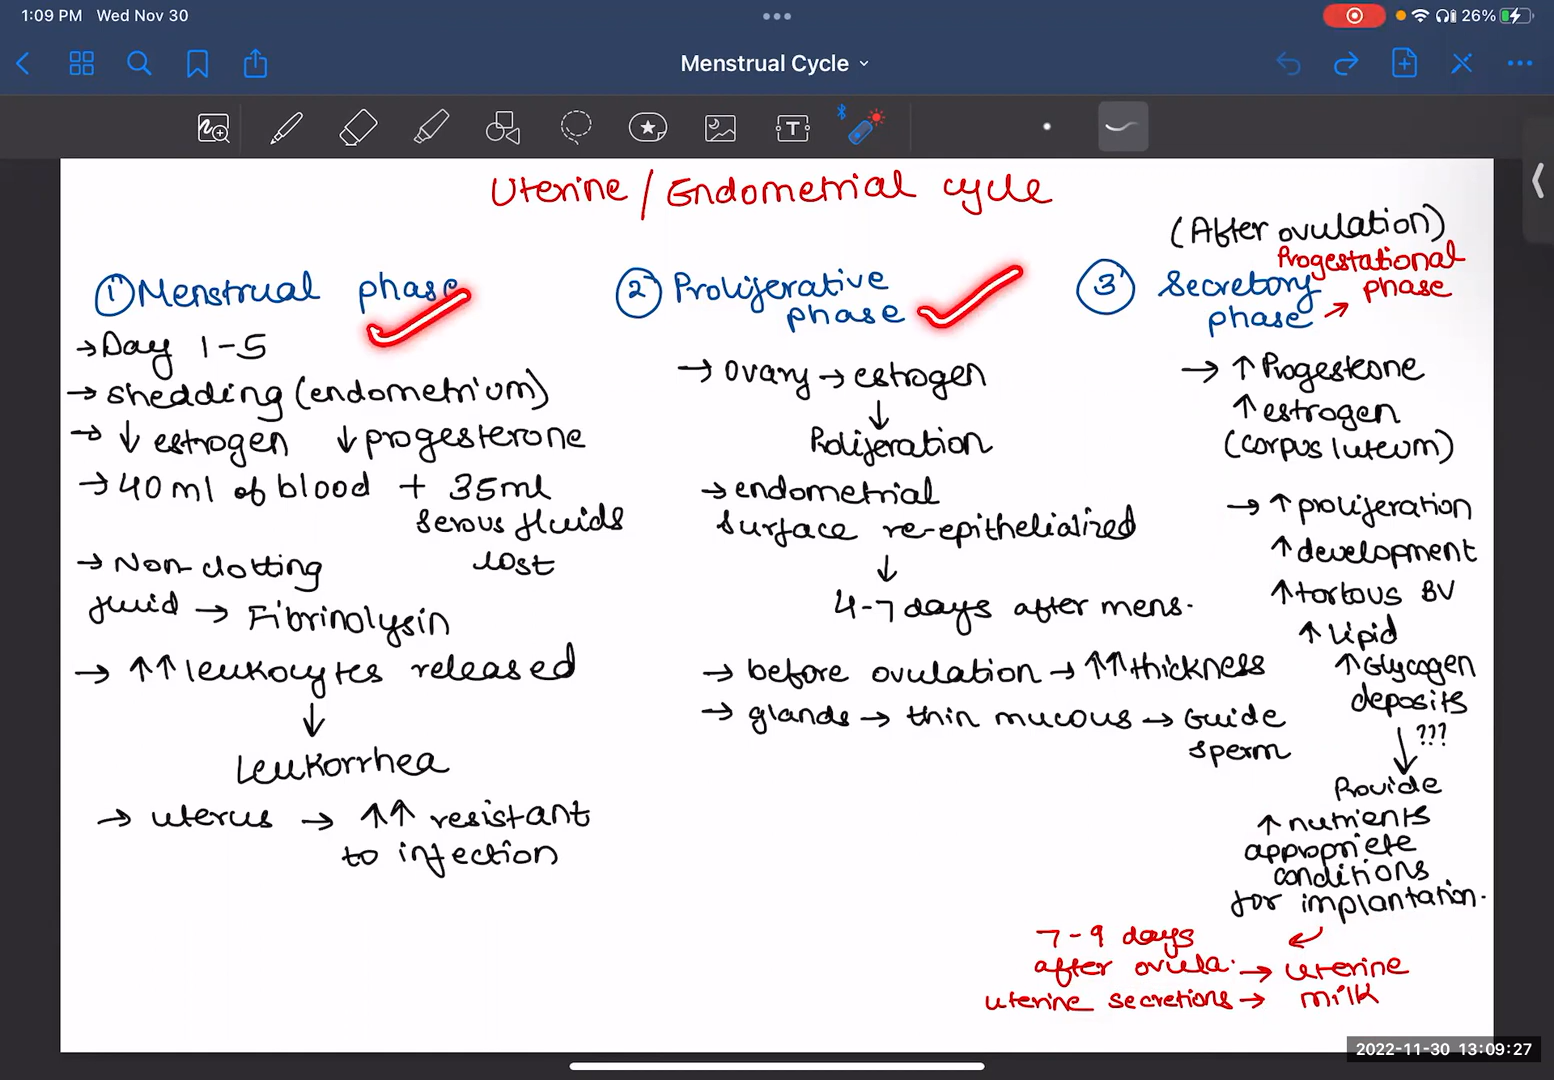 1:09 PM Wed Nov 30
26%
Menstrual Cycle
T
Uterine / Endometrial cycle
① Menstrual phase
→ Day 1-5
→ shedding (endometrium)
→ ↓ estrogen ↓ progesterone
→ 40 ml of blood + 35ml
serous fluids
lost
→ Non-clotting
fluid → Fibrinolysin
→ ↑↑ leukocytes released
↓
Leukorrhea
→ uterus → ↑↑ resistant
to infection
② Proliferative
phase
→ ovary → estrogen
↓
Proliferation
→ endometrial
surface re-epithelialized
↓
4-7 days after mens.
→ before ovulation → ↑↑ thickness
→ glands → thin mucous → Guide
sperm
(After ovulation)
③ Secretory
phase → Progestational
phase
→ ↑ Progesterone
↑ estrogen
(corpus luteum)
→ ↑ proliferation
↑ development
↑ tortous BV
↑ Lipid
↑ Glycogen
deposits
↓ ???
Provide
↑ nutrients
appropriete
conditions
for implantation.
7-9 days
after ovula. → uterine
uterine secretions → milk
2022-11-30 13:09:27